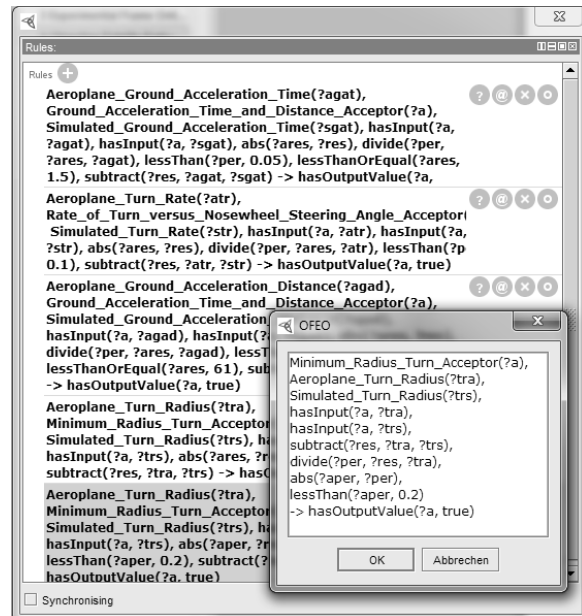 Rules:
Rules
Aeroplane_Ground_Acceleration_Time(?agat),
Ground_Acceleration_Time_and_Distance_Acceptor(?a),
Simulated_Ground_Acceleration_Time(?sgat), hasInput(?a,
?agat), hasInput(?a, ?sgat), abs(?ares, ?res), divide(?per,
?ares, ?agat), lessThan(?per, 0.05), lessThanOrEqual(?ares,
1.5), subtract(?res, ?agat, ?sgat) -> hasOutputValue(?a,
Aeroplane_Turn_Rate(?atr),
Rate_of_Turn_versus_Nosewheel_Steering_Angle_Acceptor(
Simulated_Turn_Rate(?str), hasInput(?a, ?atr), hasInput(?a,
?str), abs(?ares, ?res), divide(?per, ?ares, ?atr), lessThan(?p
0.1), subtract(?res, ?atr, ?str) -> hasOutputValue(?a, true)
Aeroplane_Ground_Acceleration_Distance(?agad),
Ground_Acceleration_Time_and_Distance_Acceptor(?a),
Simulated_Ground_Acceleration
hasInput(?a, ?agad), hasInput(?a
divide(?per, ?ares, ?agad), lessT
lessThanOrEqual(?ares, 61), sub
-> hasOutputValue(?a, true)
Aeroplane_Turn_Radius(?tra),
Minimum_Radius_Turn_Acceptor
Simulated_Turn_Radius(?trs), ha
hasInput(?a, ?trs), abs(?ares, ?r
subtract(?res, ?tra, ?trs) -> has
Aeroplane_Turn_Radius(?tra),
Minimum_Radius_Turn_Acceptor
Simulated_Turn_Radius(?trs), ha
hasInput(?a, ?trs), abs(?aper, ?
lessThan(?aper, 0.2), subtract(?
hasOutputValue(?a, true)
Synchronising
OFEO
Minimum_Radius_Turn_Acceptor(?a),
Aeroplane_Turn_Radius(?tra),
Simulated_Turn_Radius(?trs),
hasInput(?a, ?tra),
hasInput(?a, ?trs),
subtract(?res, ?tra, ?trs),
divide(?per, ?res, ?tra),
abs(?aper, ?per),
lessThan(?aper, 0.2)
-> hasOutputValue(?a, true)
OK
Abbrechen